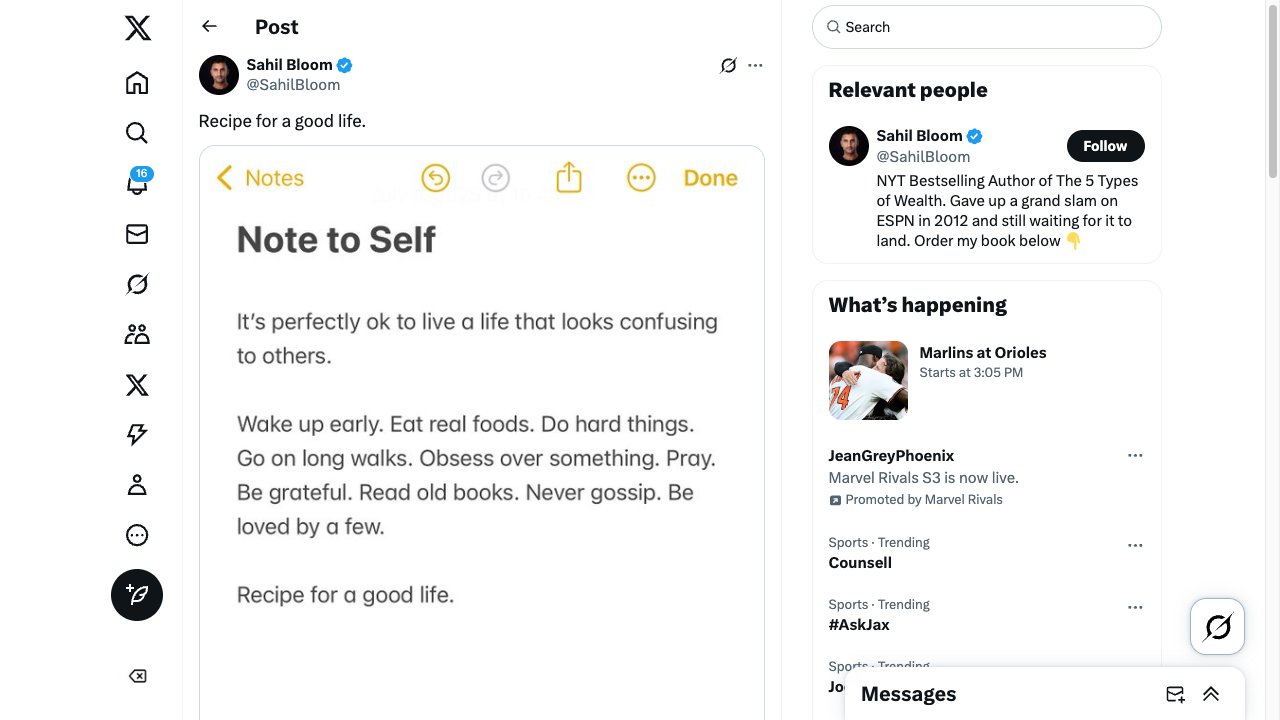 Post
Sahil Bloom
@SahilBloom
Recipe for a good life.
Notes
Done
Note to Self
It's perfectly ok to live a life that looks confusing
to others.
Wake up early. Eat real foods. Do hard things.
Go on long walks. Obsess over something. Pray.
Be grateful. Read old books. Never gossip. Be
loved by a few.
Recipe for a good life.
16
Search
Relevant people
Sahil Bloom
@SahilBloom
Follow
NYT Bestselling Author of The 5 Types
of Wealth. Gave up a grand slam on
ESPN in 2012 and still waiting for it to
land. Order my book below 👇
What's happening
Marlins at Orioles
Starts at 3:05 PM
JeanGreyPhoenix
Marvel Rivals S3 is now live.
Promoted by Marvel Rivals
Sports · Trending
Counsell
Sports · Trending
#AskJax
Sports · Trending
Messages